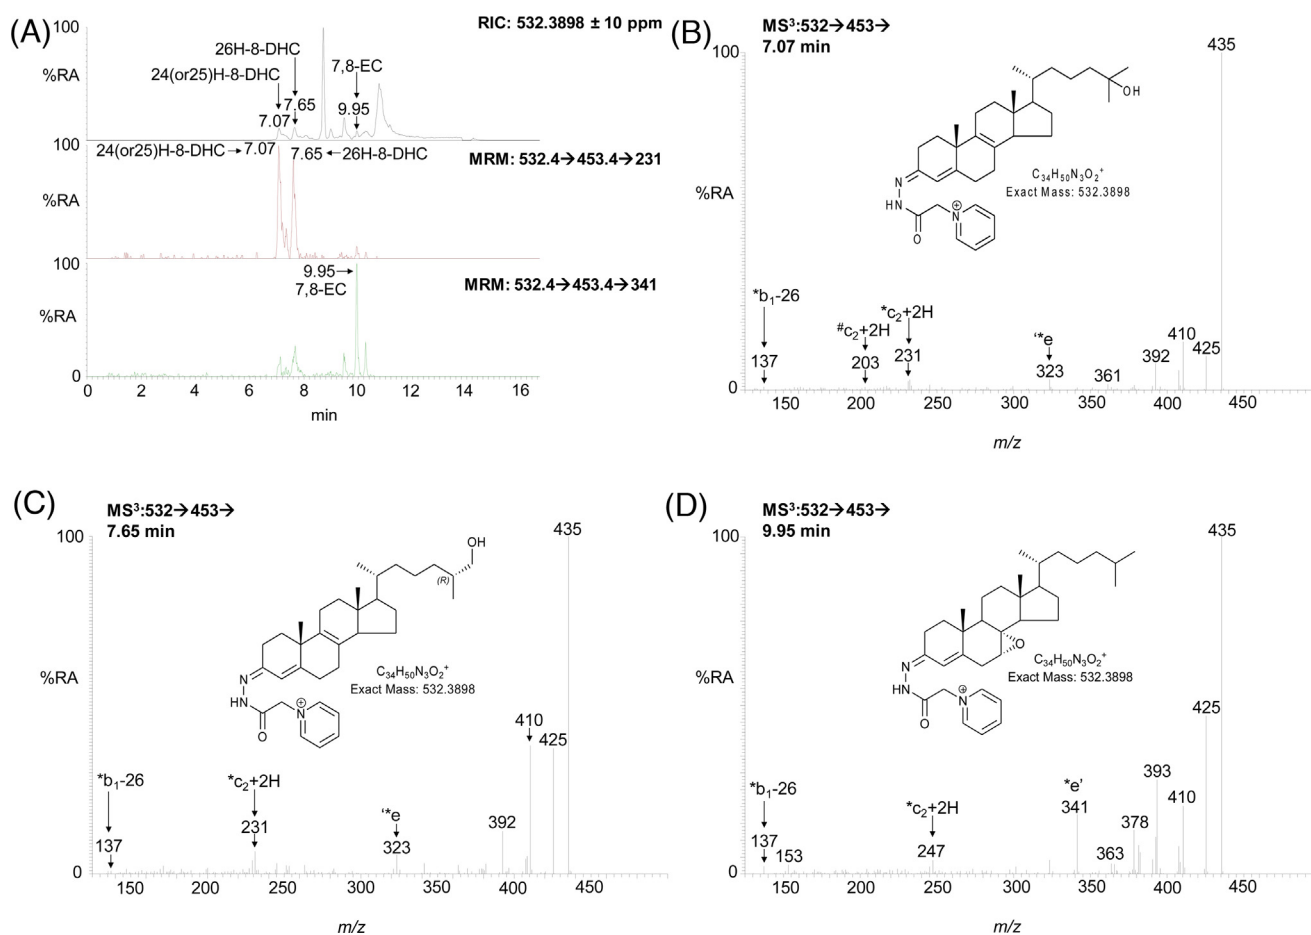 (A)
RIC: 532.3898 ± 10 ppm
100
%RA
26H-8-DHC
24(or25)H-8-DHC
7,8-EC
7.65
7.07
9.95
100
24(or25)H-8-DHC→7.07
7.65 ←26H-8-DHC
MRM: 532.4→453.4→231
%RA
100
9.95→
7,8-EC
MRM: 532.4→453.4→341
%RA
0
0 2 4 6 8 10 12 14 16
min
(B)
MS³:532→453→
7.07 min
100
435
OH
N
HN
O
N
+
C₃₄H₅₀N₃O₂⁺
Exact Mass: 532.3898
%RA
*b₁-26
137
#c₂+2H
203
*c₂+2H
231
‘*e
323
361
392
410
425
0
150 200 250 300 350 400 450
m/z
(C)
MS³:532→453→
7.65 min
100
435
OH
(R)
N
HN
O
N
+
C₃₄H₅₀N₃O₂⁺
Exact Mass: 532.3898
%RA
*b₁-26
137
*c₂+2H
231
‘*e
323
392
410
425
0
150 200 250 300 350 400 450
m/z
(D)
MS³:532→453→
9.95 min
100
435
O
N
HN
O
N
+
C₃₄H₅₀N₃O₂⁺
Exact Mass: 532.3898
%RA
*b₁-26
137
153
*c₂+2H
247
*e’
341
363
378
393
410
425
0
150 200 250 300 350 400 450
m/z